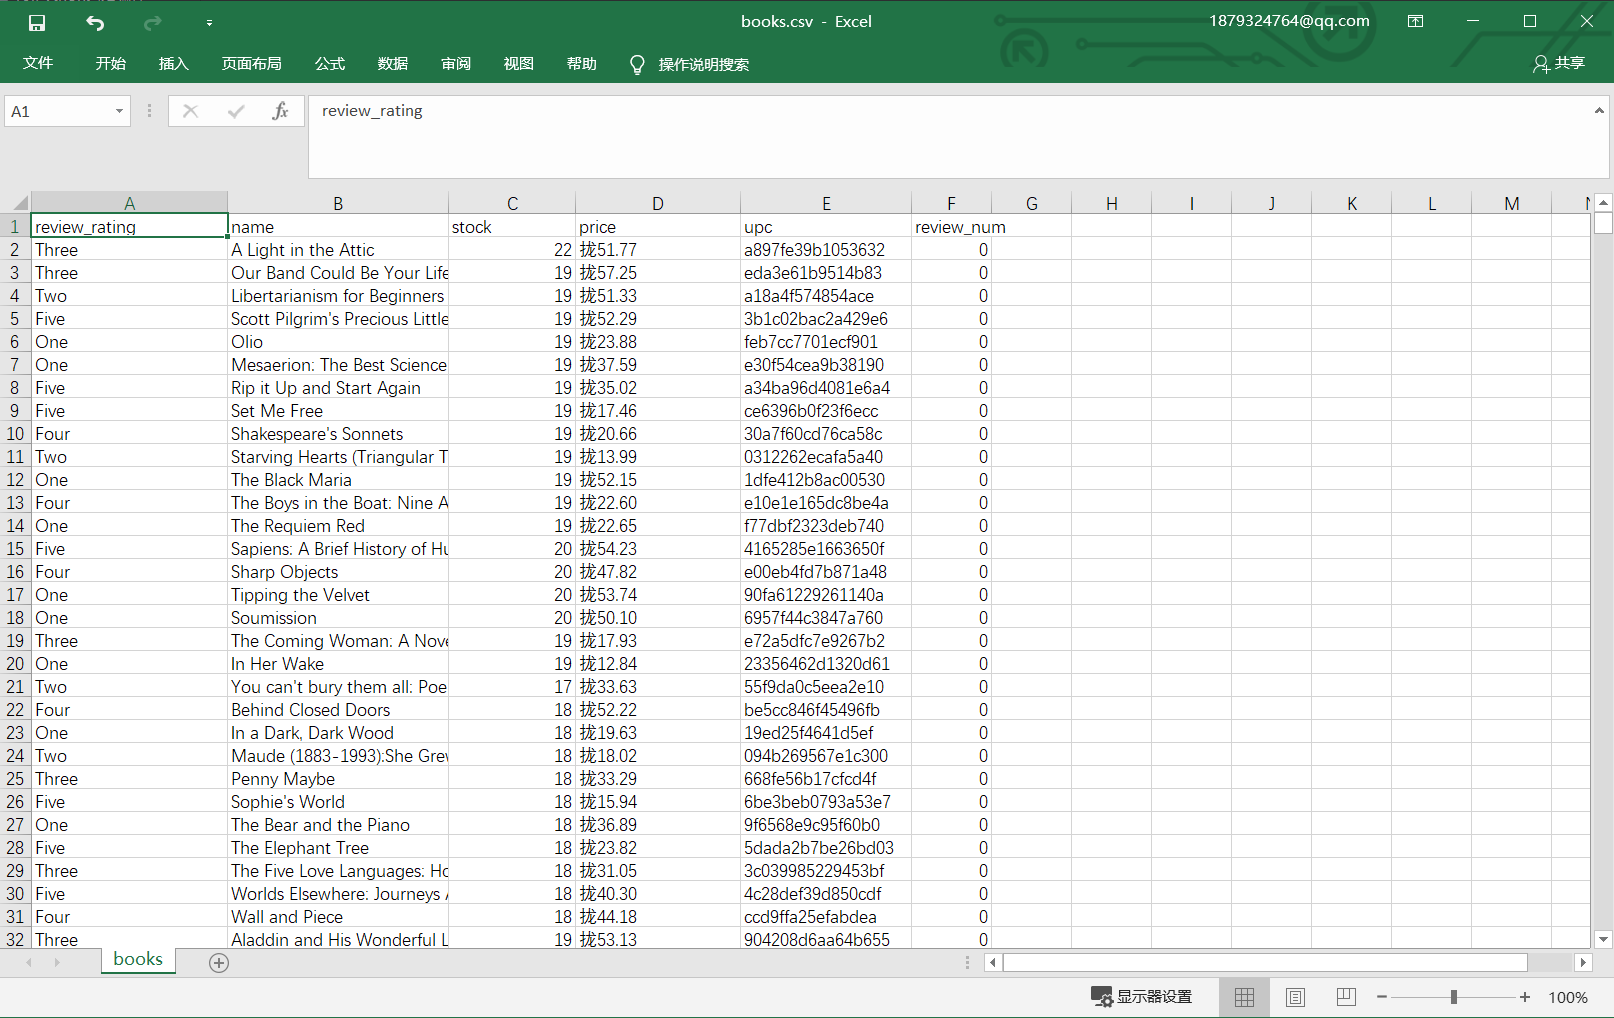 books.csv - Excel
1879324764@qq.com
文件 开始 插入 页面布局 公式 数据 审阅 视图 帮助 操作说明搜索 共享
A1 fx review_rating
A B C D E F G H I J K L M N
1 review_rating name stock price upc review_num
2 Three A Light in the Attic 22 拢51.77 a897fe39b1053632 0
3 Three Our Band Could Be Your Life 19 拢57.25 eda3e61b9514b83 0
4 Two Libertarianism for Beginners 19 拢51.33 a18a4f574854ace 0
5 Five Scott Pilgrim's Precious Little 19 拢52.29 3b1c02bac2a429e6 0
6 One Olio 19 拢23.88 feb7cc7701ecf901 0
7 One Mesaerion: The Best Science 19 拢37.59 e30f54cea9b38190 0
8 Five Rip it Up and Start Again 19 拢35.02 a34ba96d4081e6a4 0
9 Five Set Me Free 19 拢17.46 ce6396b0f23f6ecc 0
10 Four Shakespeare's Sonnets 19 拢20.66 30a7f60cd76ca58c 0
11 Two Starving Hearts (Triangular T 19 拢13.99 0312262ecafa5a40 0
12 One The Black Maria 19 拢52.15 1dfe412b8ac00530 0
13 Four The Boys in the Boat: Nine A 19 拢22.60 e10e1e165dc8be4a 0
14 One The Requiem Red 19 拢22.65 f77dbf2323deb740 0
15 Five Sapiens: A Brief History of Hu 20 拢54.23 4165285e1663650f 0
16 Four Sharp Objects 20 拢47.82 e00eb4fd7b871a48 0
17 One Tipping the Velvet 20 拢53.74 90fa61229261140a 0
18 One Soumission 20 拢50.10 6957f44c3847a760 0
19 Three The Coming Woman: A Nove 19 拢17.93 e72a5dfc7e9267b2 0
20 One In Her Wake 19 拢12.84 23356462d1320d61 0
21 Two You can't bury them all: Poe 17 拢33.63 55f9da0c5eea2e10 0
22 Four Behind Closed Doors 18 拢52.22 be5cc846f45496fb 0
23 One In a Dark, Dark Wood 18 拢19.63 19ed25f4641d5ef 0
24 Two Maude (1883-1993):She Grew 18 拢18.02 094b269567e1c300 0
25 Three Penny Maybe 18 拢33.29 668fe56b17cfcd4f 0
26 Five Sophie's World 18 拢15.94 6be3beb0793a53e7 0
27 One The Bear and the Piano 18 拢36.89 9f6568e9c95f60b0 0
28 Five The Elephant Tree 18 拢23.82 5dada2b7be26bd03 0
29 Three The Five Love Languages: Ho 18 拢31.05 3c039985229453bf 0
30 Five Worlds Elsewhere: Journeys A 18 拢40.30 4c28def39d850cdf 0
31 Four Wall and Piece 18 拢44.18 ccd9ffa25efabdea 0
32 Three Aladdin and His Wonderful L 19 拢53.13 904208d6aa64b655 0
books
显示器设置 100%